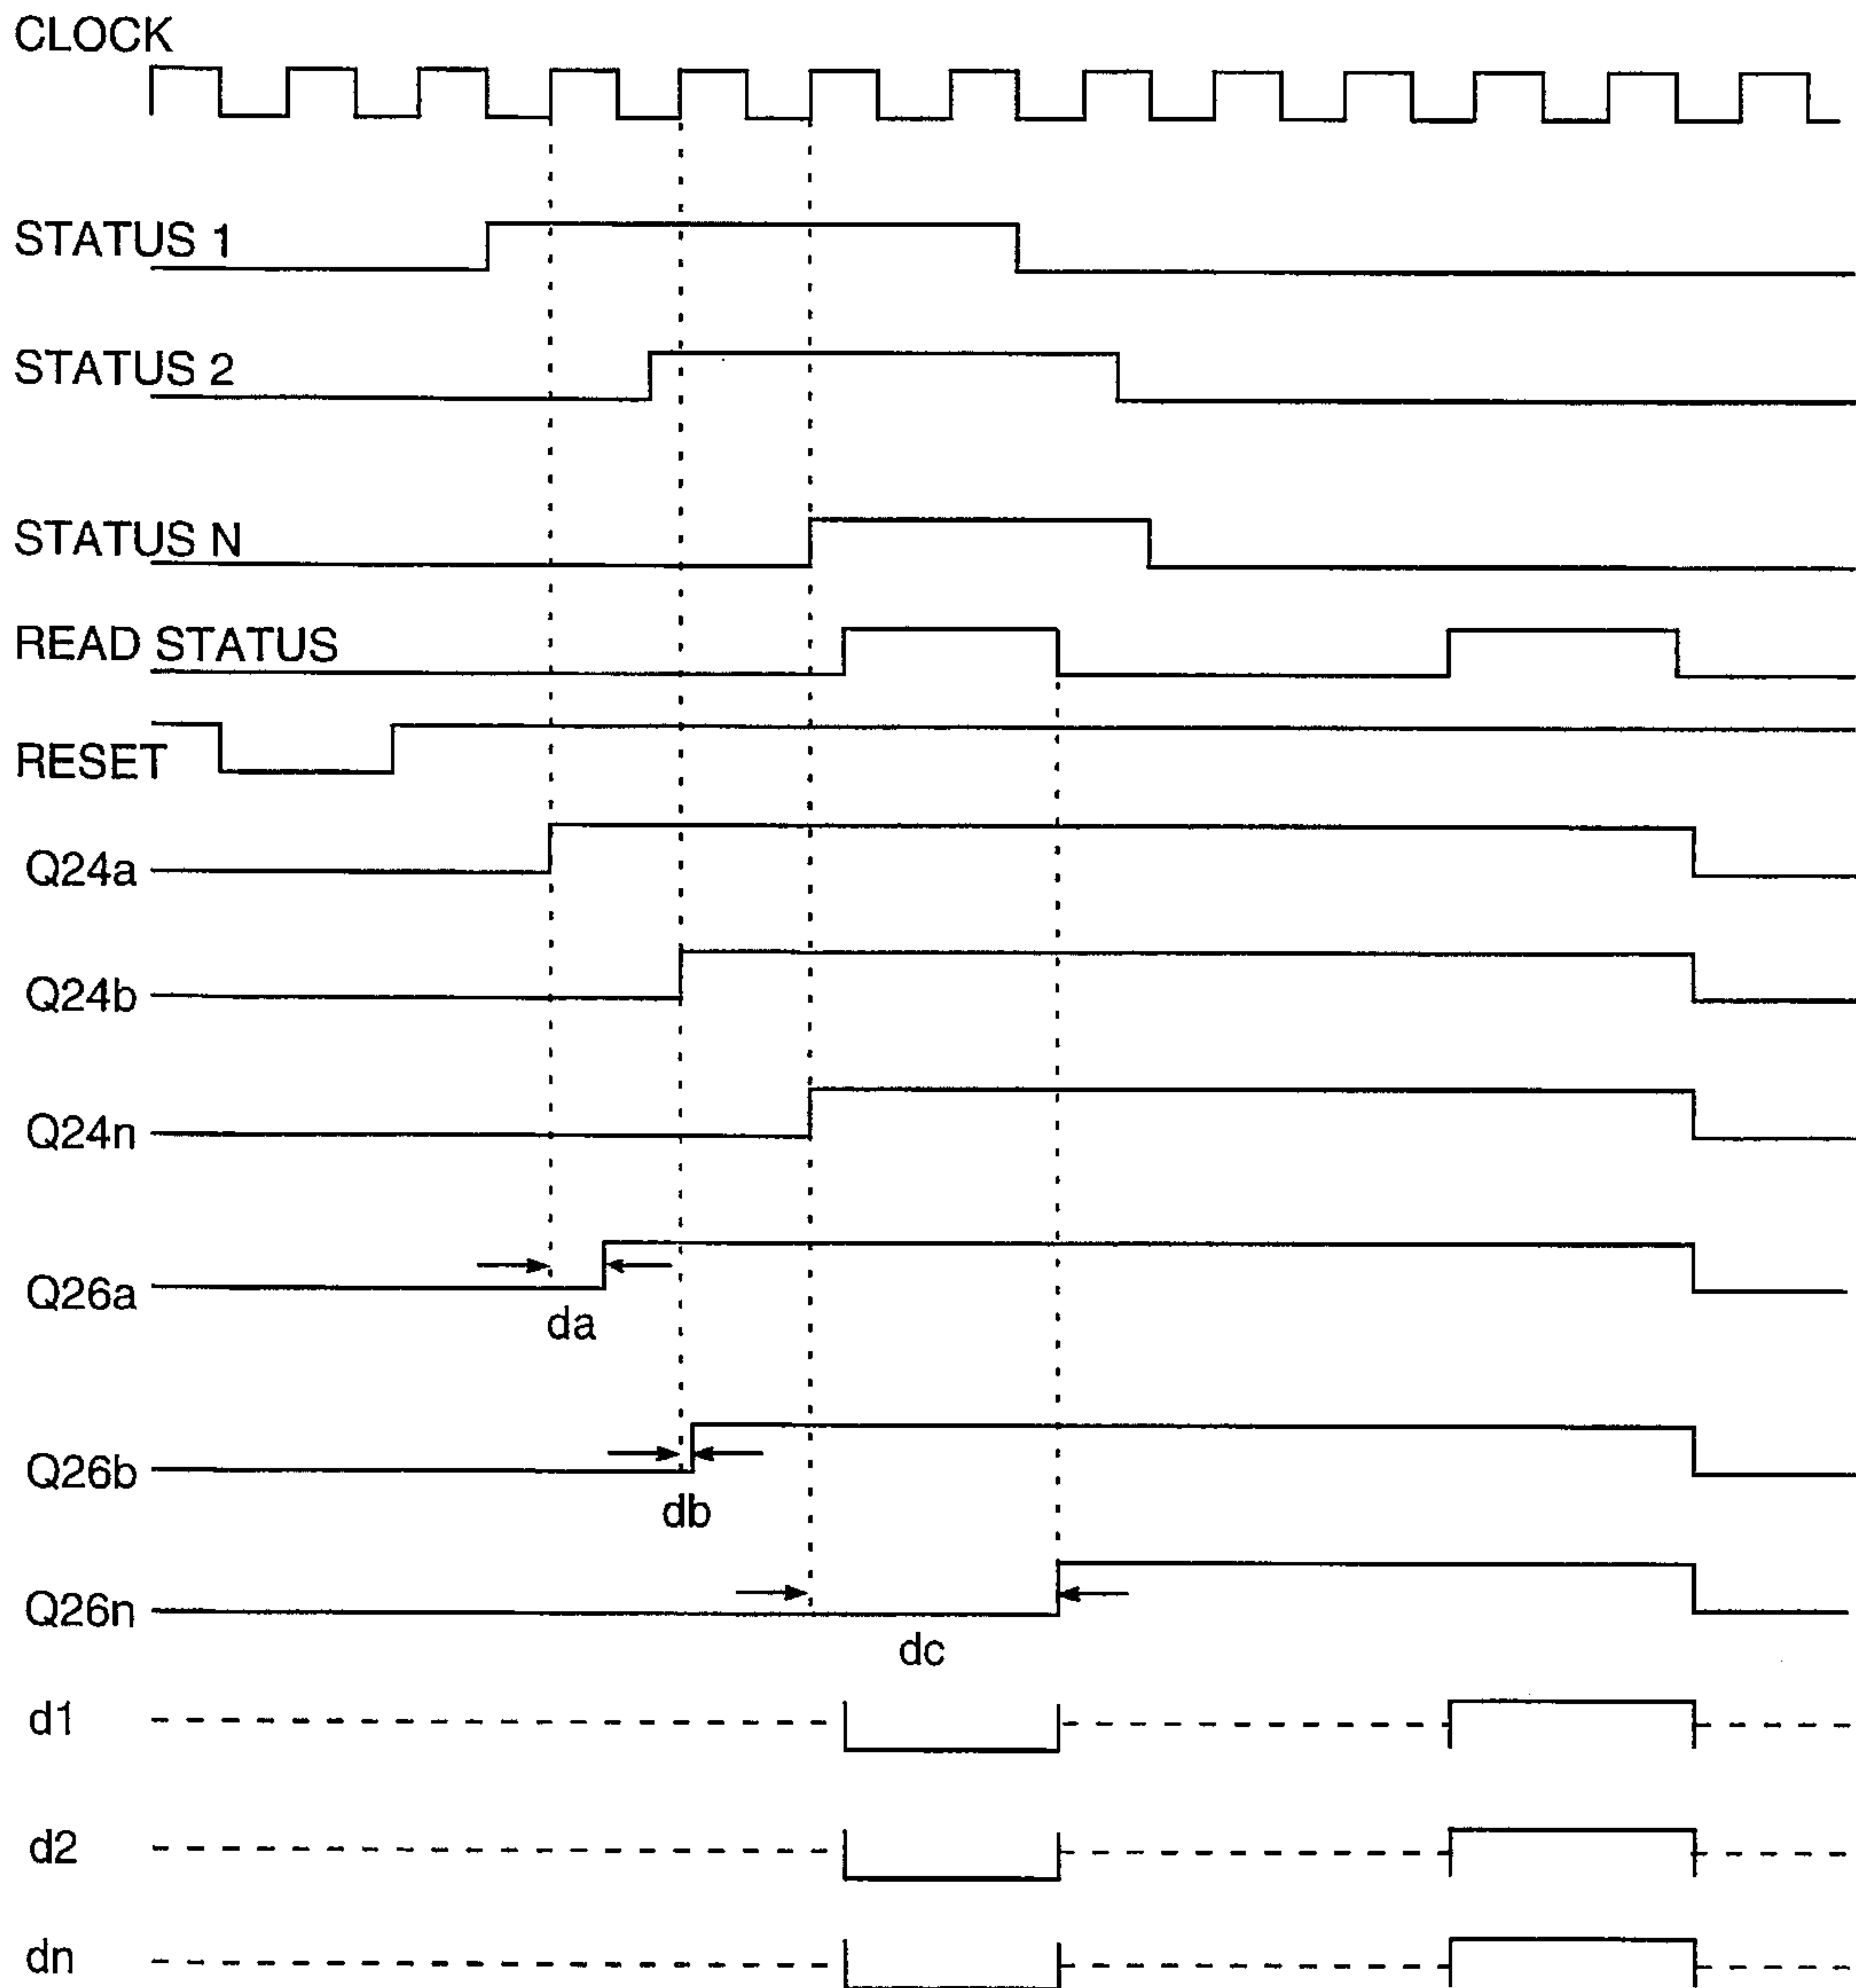 CLOCK
STATUS 1
STATUS 2
STATUS N
READ STATUS
RESET
Q24a
Q24b
Q24n
Q26a
da
Q26b
db
Q26n
dc
d1
d2
dn